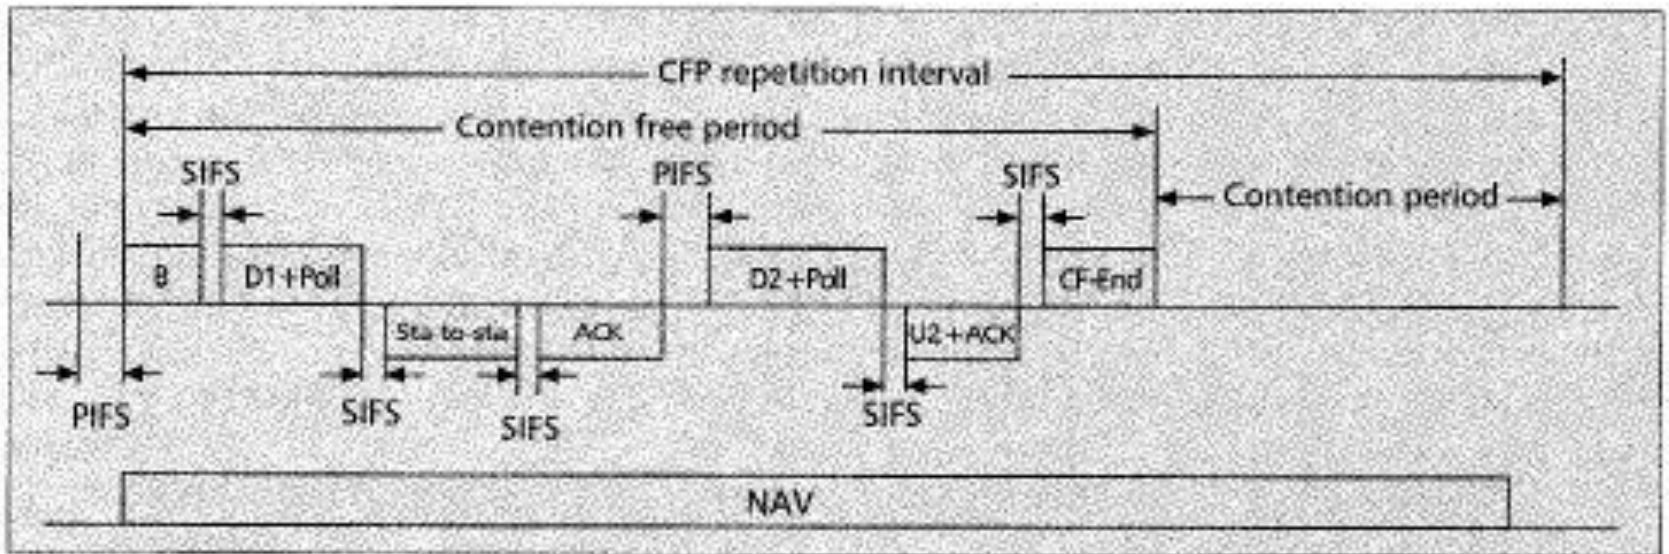 CFP repetition interval
Contention free period
SIFS
PIFS
SIFS
Contention period
B
D1+Poll
D2+Poll
CF-End
Sta-to-sta
ACK
U2+ACK
PIFS
SIFS
SIFS
SIFS
NAV